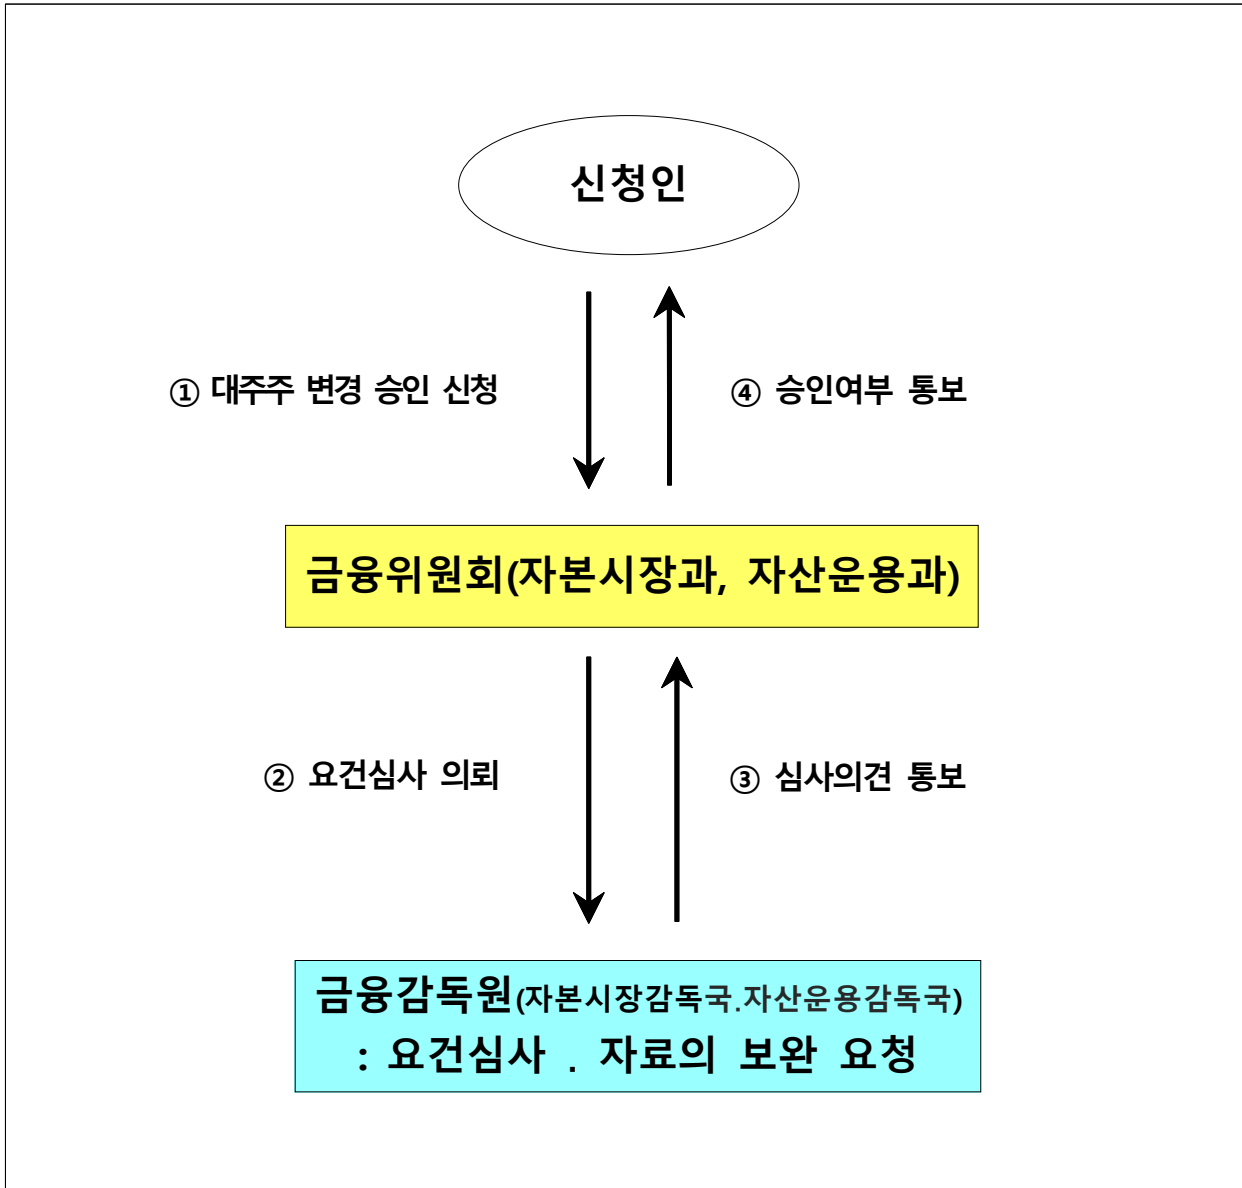 신청인
① 대주주 변경 승인 신청
④ 승인여부 통보
금융위원회(자본시장과, 자산운용과)
② 요건심사 의뢰
③ 심사의견 통보
금융감독원(자본시장감독국.자산운용감독국)
: 요건심사 . 자료의 보완 요청